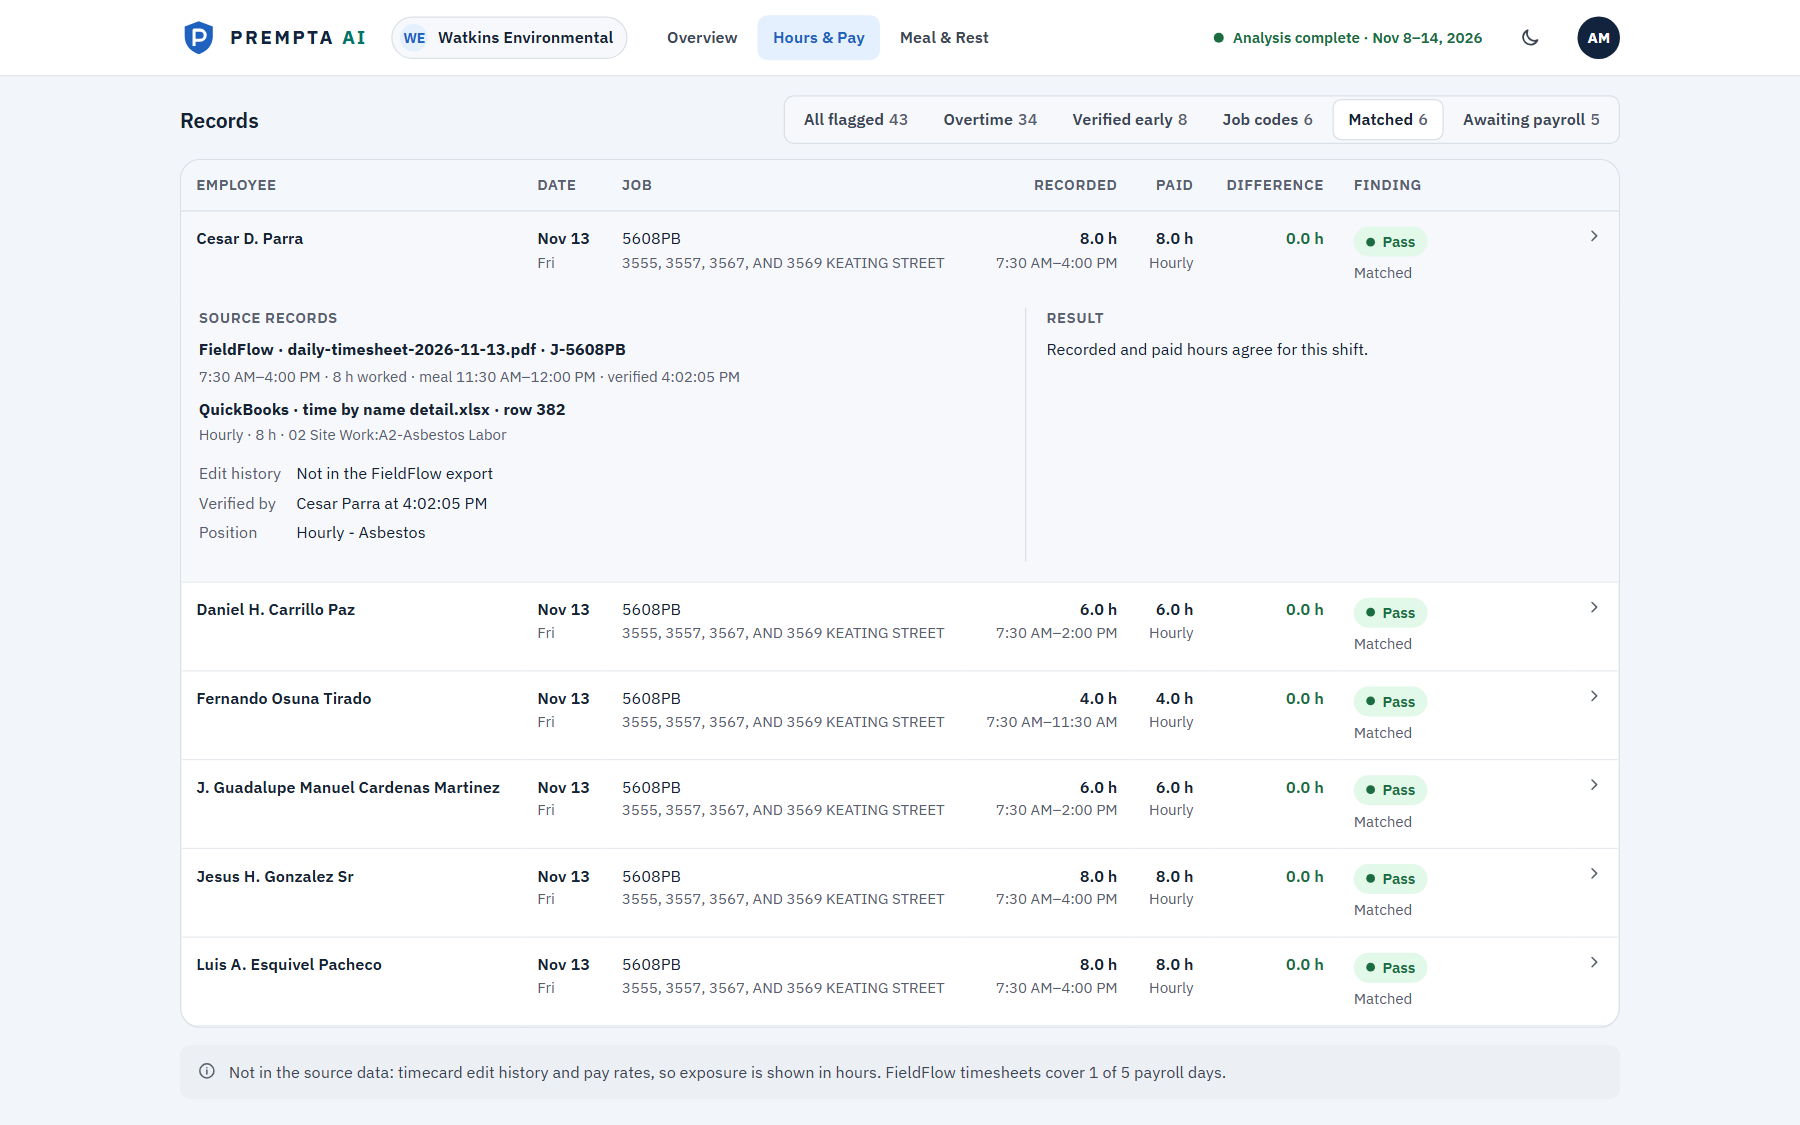 PREMPTA AI
WE Watkins Environmental
Overview
Hours & Pay
Meal & Rest
Analysis complete · Nov 8–14, 2026
AM
Records
All flagged 43
Overtime 34
Verified early 8
Job codes 6
Matched 6
Awaiting payroll 5
EMPLOYEE DATE JOB RECORDED PAID DIFFERENCE FINDING
Cesar D. Parra Nov 13 5608PB 8.0 h 8.0 h 0.0 h Pass
Fri 3555, 3557, 3567, AND 3569 KEATING STREET 7:30 AM–4:00 PM Hourly Matched
SOURCE RECORDS
FieldFlow · daily-timesheet-2026-11-13.pdf · J-5608PB
7:30 AM–4:00 PM · 8 h worked · meal 11:30 AM–12:00 PM · verified 4:02:05 PM
QuickBooks · time by name detail.xlsx · row 382
Hourly · 8 h · 02 Site Work:A2-Asbestos Labor
Edit history Not in the FieldFlow export
Verified by Cesar Parra at 4:02:05 PM
Position Hourly - Asbestos
RESULT
Recorded and paid hours agree for this shift.
Daniel H. Carrillo Paz Nov 13 5608PB 6.0 h 6.0 h 0.0 h Pass
Fri 3555, 3557, 3567, AND 3569 KEATING STREET 7:30 AM–2:00 PM Hourly Matched
Fernando Osuna Tirado Nov 13 5608PB 4.0 h 4.0 h 0.0 h Pass
Fri 3555, 3557, 3567, AND 3569 KEATING STREET 7:30 AM–11:30 AM Hourly Matched
J. Guadalupe Manuel Cardenas Martinez Nov 13 5608PB 6.0 h 6.0 h 0.0 h Pass
Fri 3555, 3557, 3567, AND 3569 KEATING STREET 7:30 AM–2:00 PM Hourly Matched
Jesus H. Gonzalez Sr Nov 13 5608PB 8.0 h 8.0 h 0.0 h Pass
Fri 3555, 3557, 3567, AND 3569 KEATING STREET 7:30 AM–4:00 PM Hourly Matched
Luis A. Esquivel Pacheco Nov 13 5608PB 8.0 h 8.0 h 0.0 h Pass
Fri 3555, 3557, 3567, AND 3569 KEATING STREET 7:30 AM–4:00 PM Hourly Matched
Not in the source data: timecard edit history and pay rates, so exposure is shown in hours. FieldFlow timesheets cover 1 of 5 payroll days.